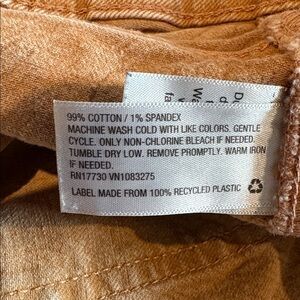 99% COTTON / 1% SPANDEX
MACHINE WASH COLD WITH LIKE COLORS. GENTLE
CYCLE. ONLY NON-CHLORINE BLEACH IF NEEDED.
TUMBLE DRY LOW. REMOVE PROMPTLY. WARM IRON
IF NEEDED.
RN17730 VN1083275
LABEL MADE FROM 100% RECYCLED PLASTIC